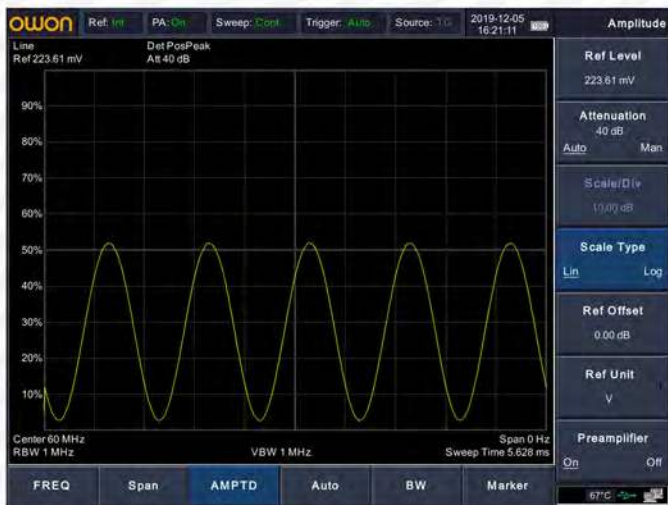 owon
Ref: Int
PA: On
Sweep: Cont
Trigger: Auto
Source: TG
2019-12-05
16:21:11
Amplitude
Line
Ref 223.61 mV
Det PosPeak
Att 40 dB
90%
80%
70%
60%
50%
40%
30%
20%
10%
Center 60 MHz
RBW 1 MHz
VBW 1 MHz
Span 0 Hz
Sweep Time 5.628 ms
Ref Level
223.61 mV
Attenuation
40 dB
Auto Man
Scale/Div
10.00 dB
Scale Type
Lin Log
Ref Offset
0.00 dB
Ref Unit
V
Preamplifier
On Off
67°C
FREQ
Span
AMPTD
Auto
BW
Marker